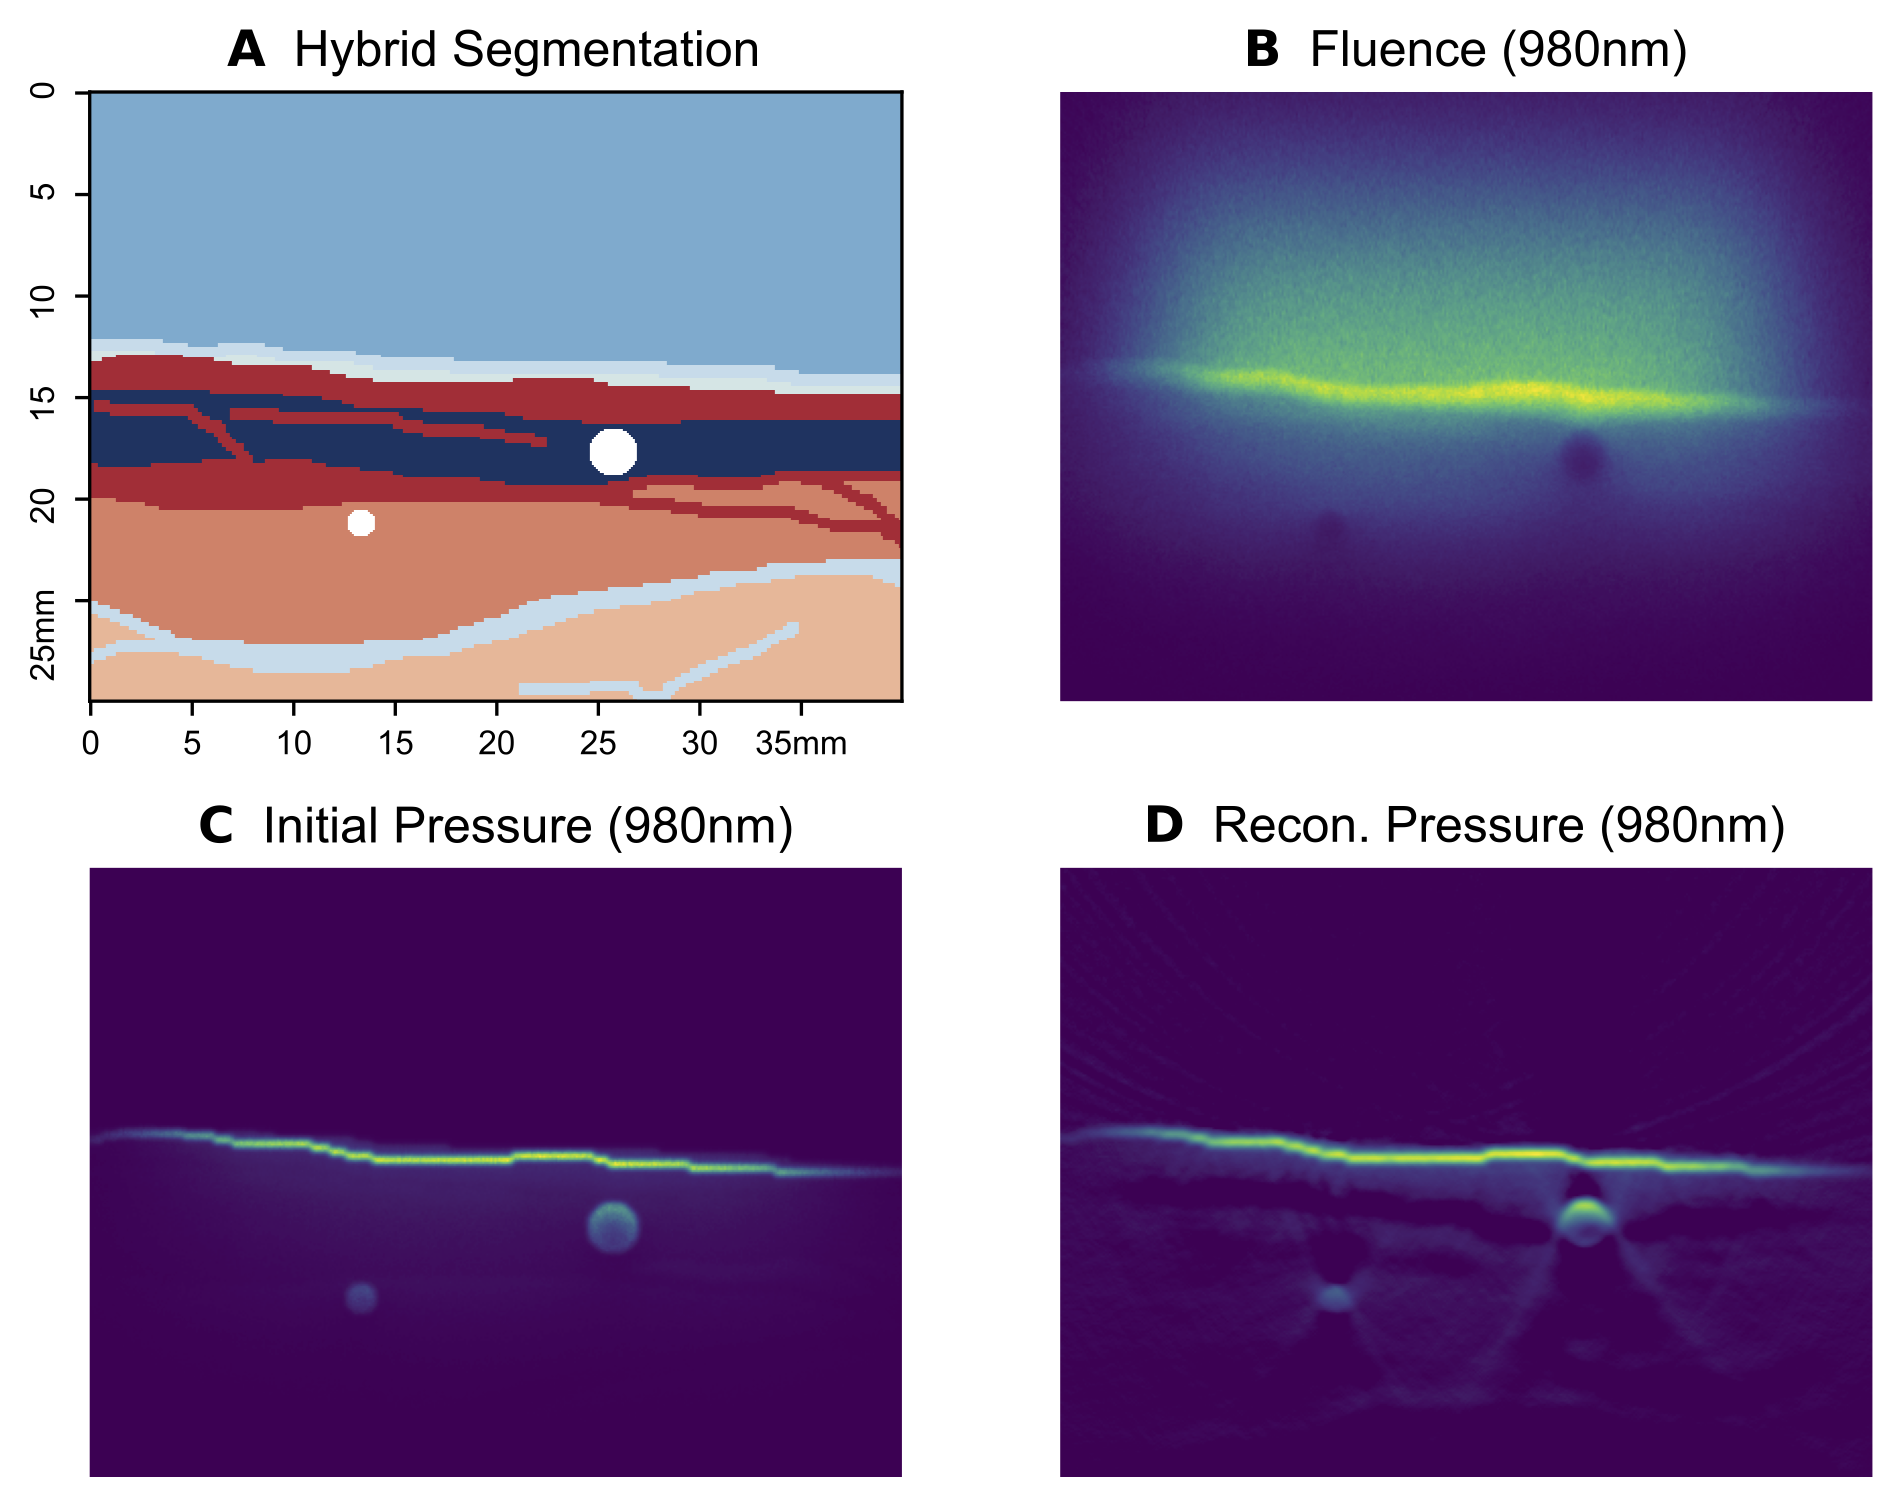 A Hybrid Segmentation
B Fluence (980nm)
0
5
10
15
20
25mm
0 5 10 15 20 25 30 35mm
C Initial Pressure (980nm)
D Recon. Pressure (980nm)